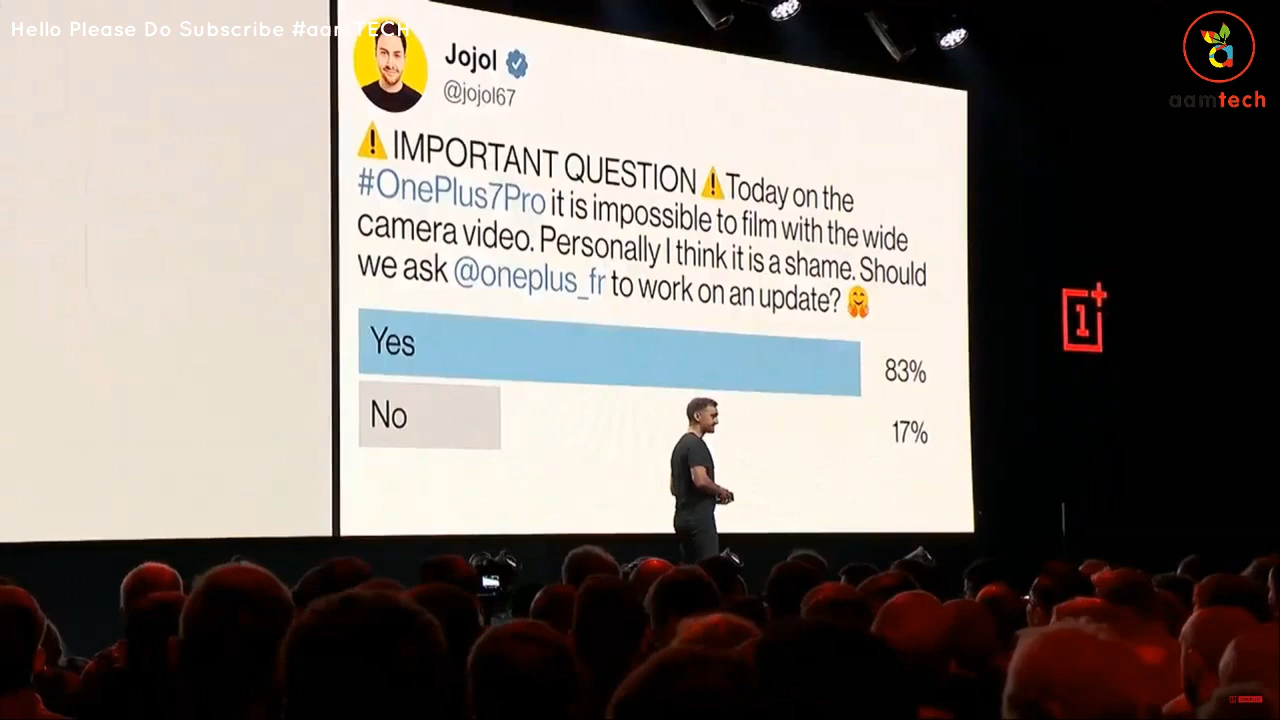 Hello Please Do Subscribe #aamTECH
Jojol
@jojol67
⚠️ IMPORTANT QUESTION ⚠️ Today on the
#OnePlus7Pro it is impossible to film with the wide
camera video. Personally I think it is a shame. Should
we ask @oneplus_fr to work on an update? 🤗
Yes
83%
No
17%
aamtech
1+